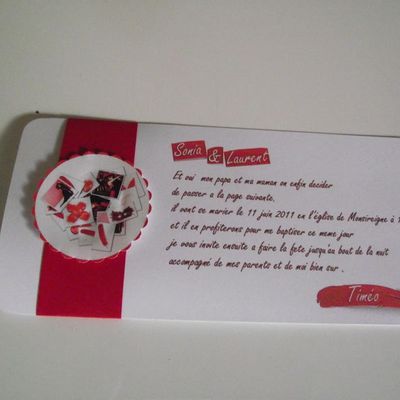 Sonia & Laurent
Et oui mon papa et ma maman on enfin decider
de passer a la page suivante.
il vont se marier le 11 juin 2011 en l'église de Monsireigne à
et il en profiterons pour me baptiser ce meme jour
je vous invite ensuite a faire la fete jusqu'au bout de la nuit
accompagné de mes parents et de moi bien sur .
Timéo